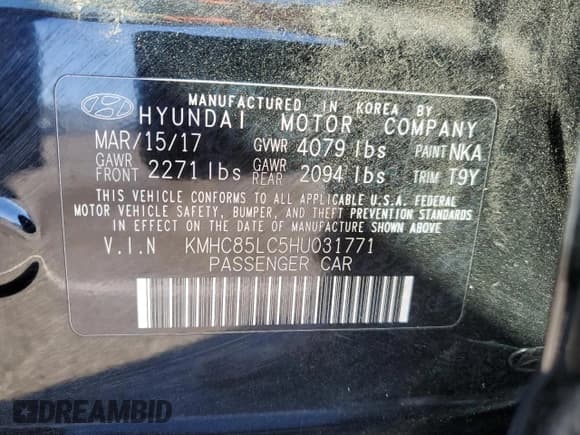 MANUFACTURED IN KOREA BY
HYUNDAI MOTOR COMPANY
MAR/15/17 GVWR 4079 lbs PAINT NKA
GAWR FRONT 2271 lbs GAWR REAR 2094 lbs TRIM T9Y
THIS VEHICLE CONFORMS TO ALL APPLICABLE U.S.A. FEDERAL
MOTOR VEHICLE SAFETY, BUMPER, AND THEFT PREVENTION STANDARDS
IN EFFECT ON THE DATE OF MANUFACTURE SHOWN ABOVE
V.I.N KMHC85LC5HU031771
PASSENGER CAR
DREAMBID